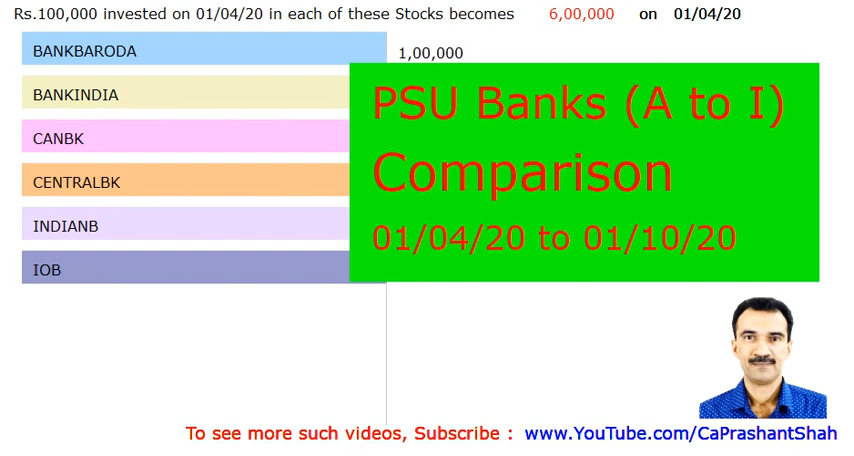 Rs.100,000 invested on 01/04/20 in each of these Stocks becomes 6,00,000 on 01/04/20
BANKBARODA 1,00,000
BANKINDIA
CANBK
CENTRALBK
INDIANB
IOB
PSU Banks (A to I)
Comparison
01/04/20 to 01/10/20
To see more such videos, Subscribe : www.YouTube.com/CaPrashantShah